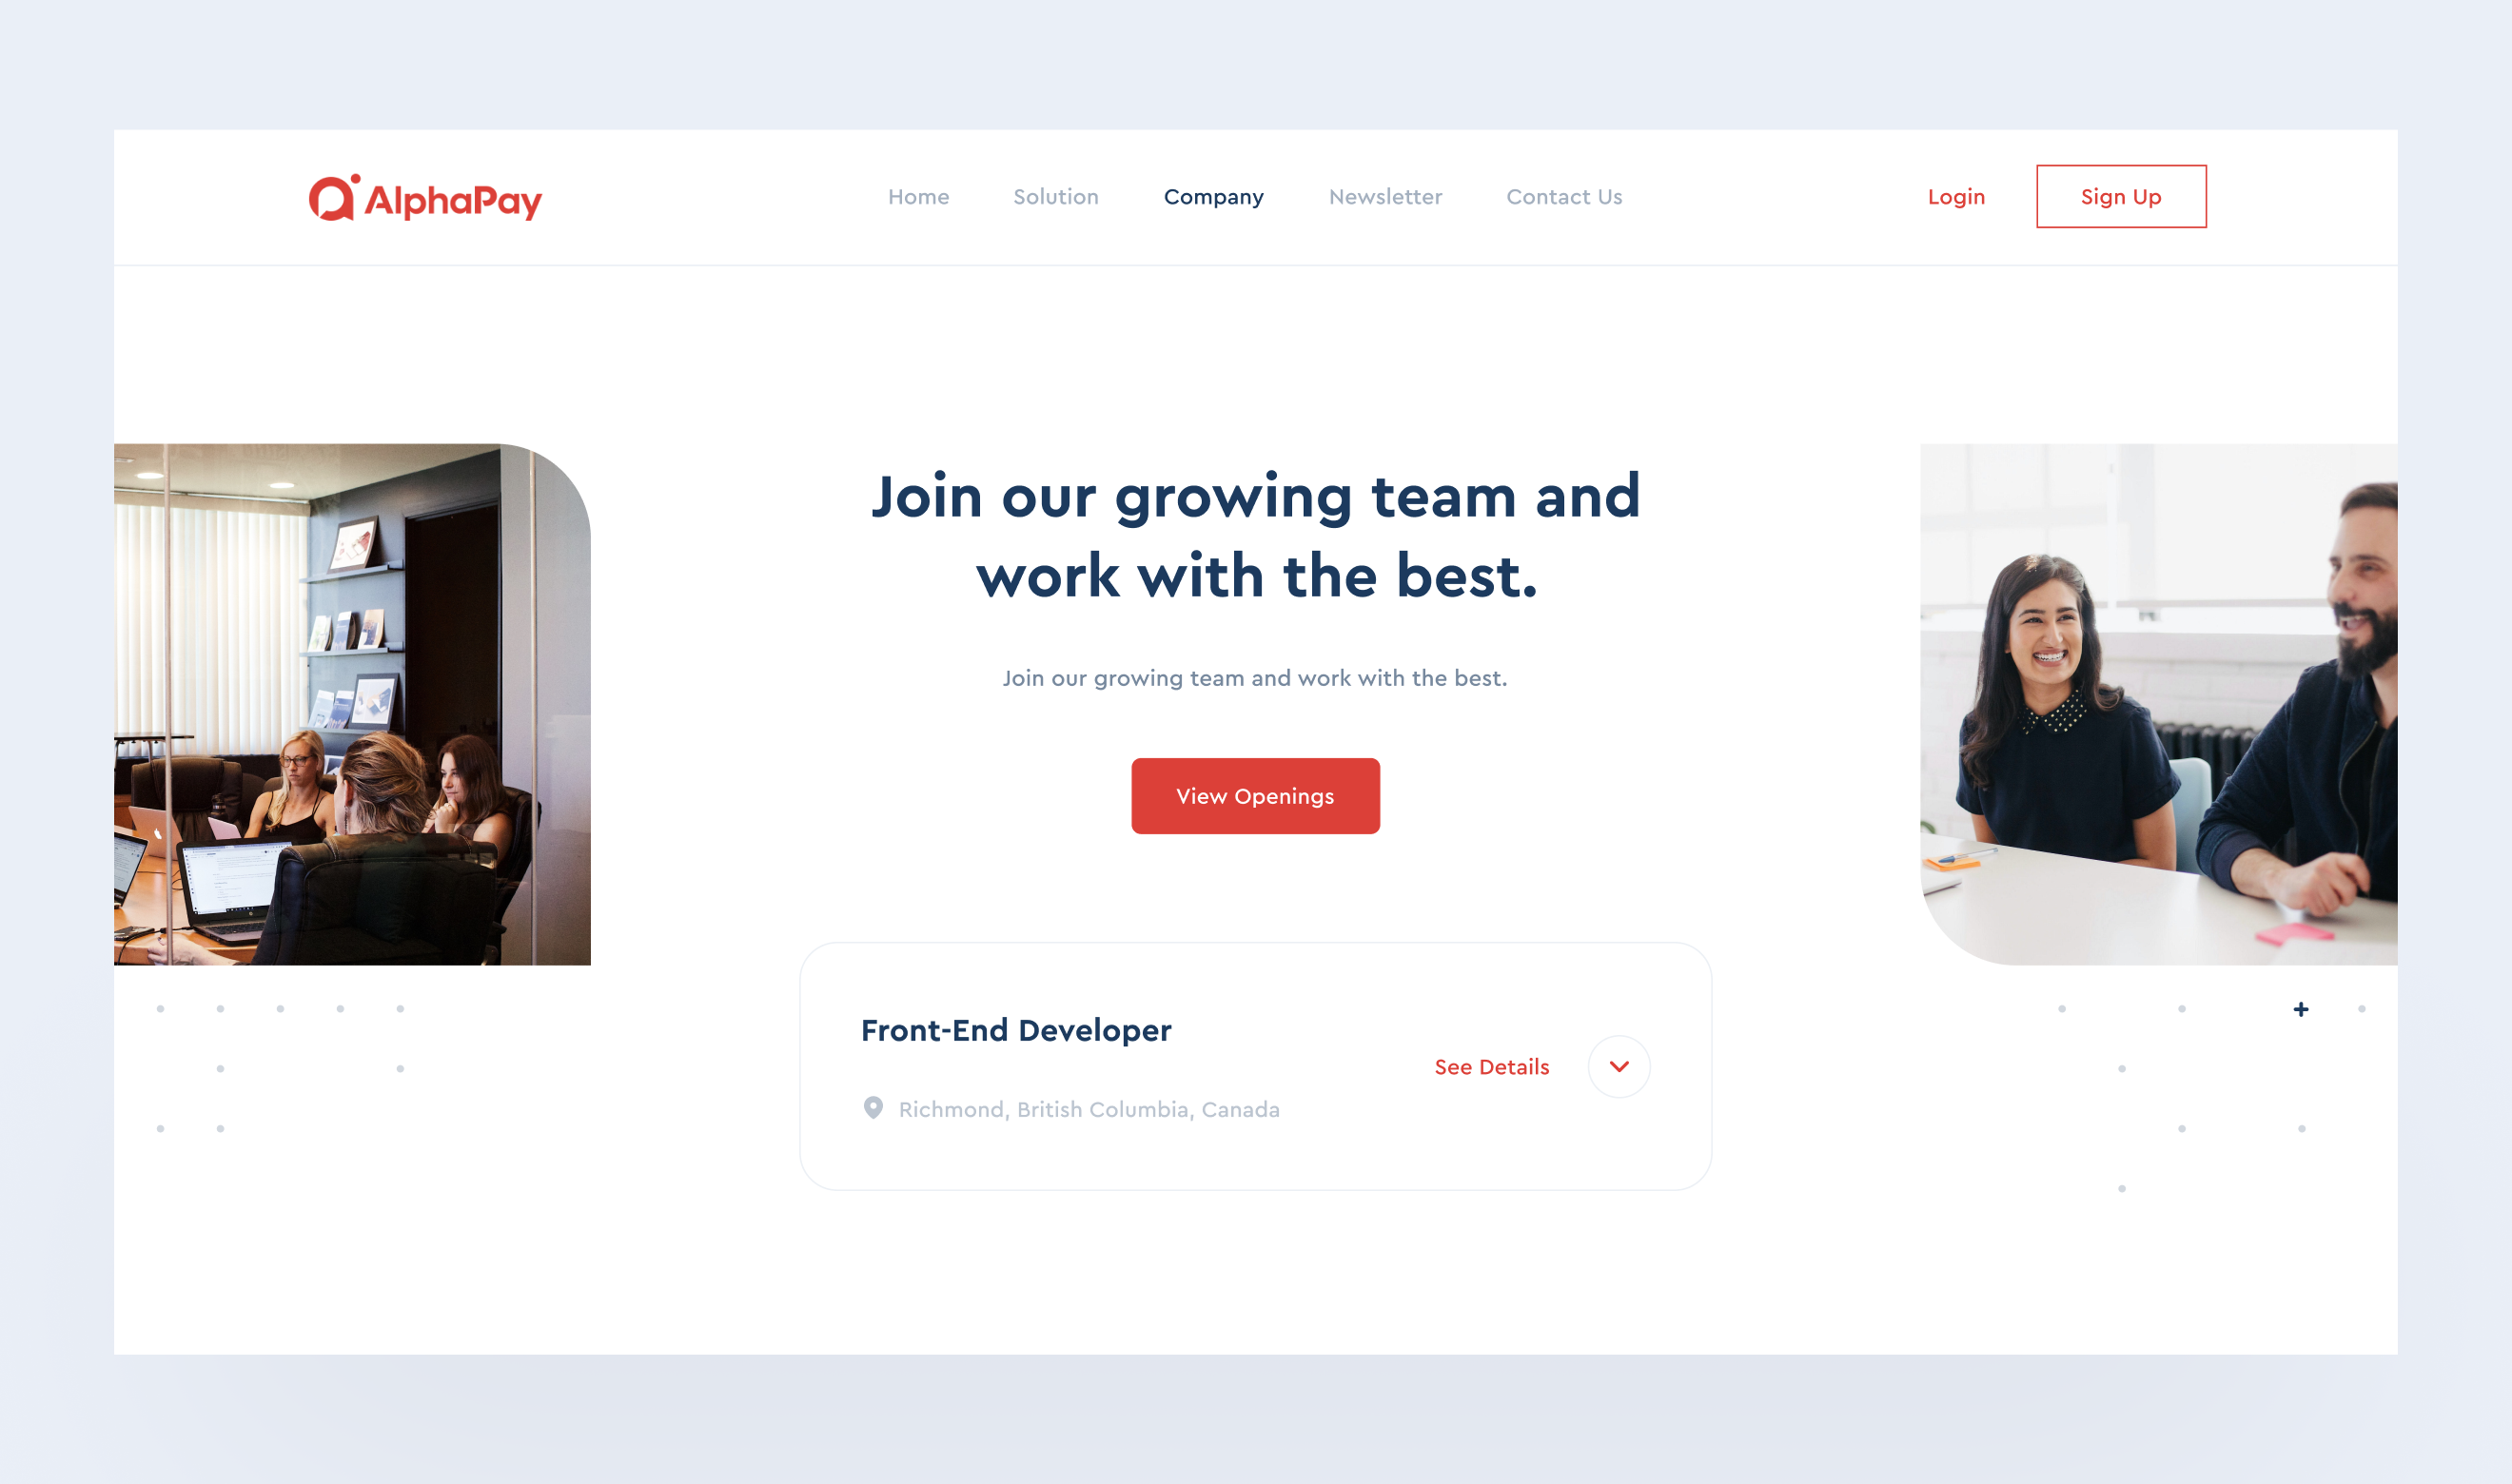 AlphaPay
Home Solution Company Newsletter Contact Us
Login Sign Up
Join our growing team and
work with the best.
Join our growing team and work with the best.
View Openings
Front-End Developer
See Details
Richmond, British Columbia, Canada